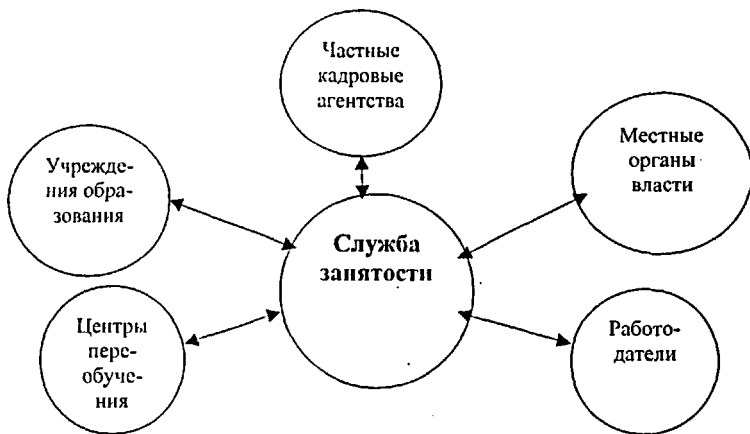 Частные
кадровые
агентства
Местные
органы
власти
Учрежде-
ния обра-
зования
Служба
занятости
Центры
пере-
обуче-
ния
Работо-
датели